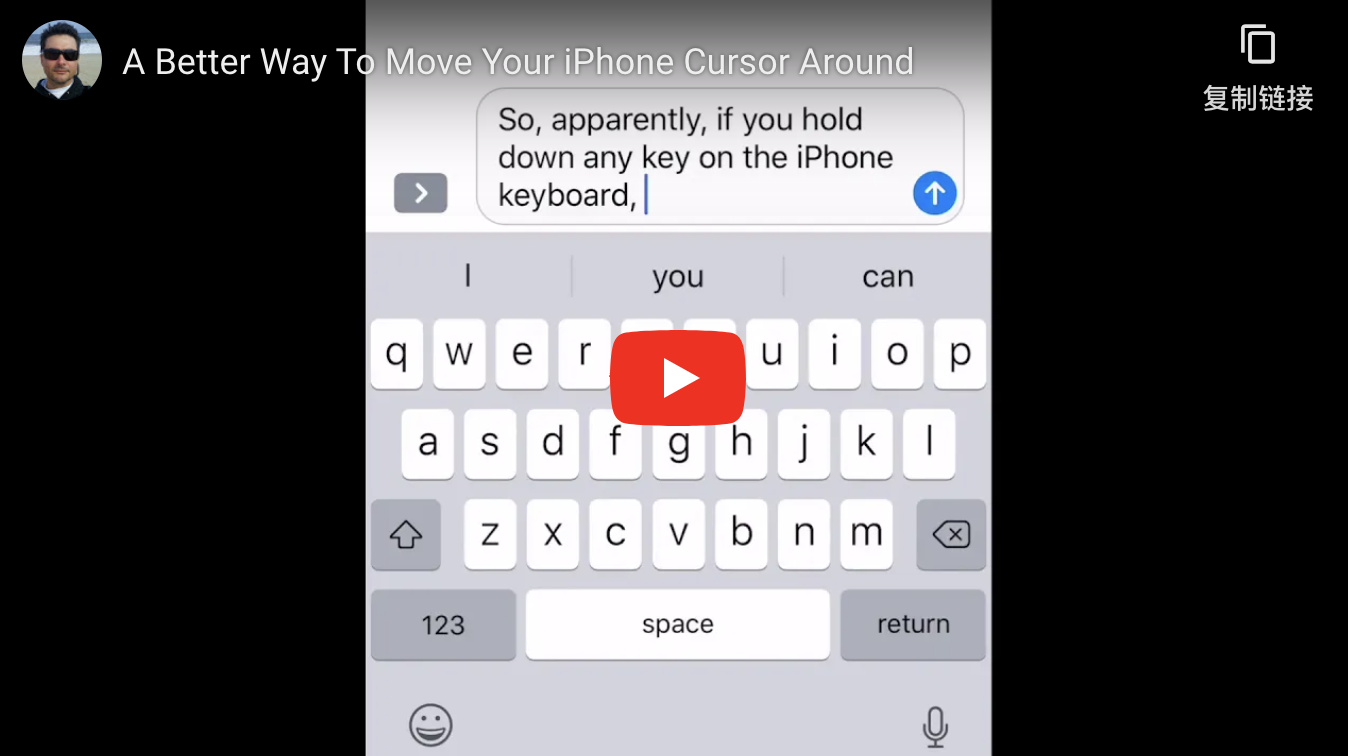 A Better Way To Move Your iPhone Cursor Around
复制链接
So, apparently, if you hold
down any key on the iPhone
keyboard,
I you can
q w e r u i o p
a s d f g h j k l
z x c v b n m
123 space return